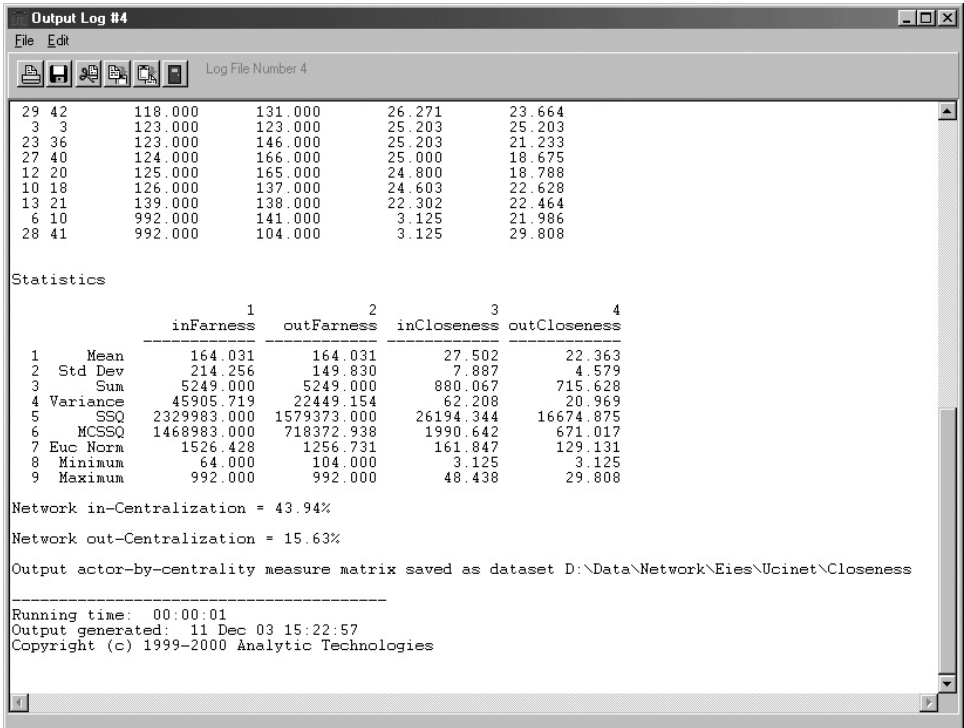 Output Log #4
File Edit
Log File Number 4
29 42 118.000 131.000 26.271 23.664
3 3 123.000 123.000 25.203 25.203
23 36 123.000 146.000 25.203 21.233
27 40 124.000 166.000 25.000 18.675
12 20 125.000 165.000 24.800 18.788
10 18 126.000 137.000 24.603 22.628
13 21 139.000 138.000 22.302 22.464
6 10 992.000 141.000 3.125 21.986
28 41 992.000 104.000 3.125 29.808
Statistics
1 2 3 4
inFarness outFarness inCloseness outCloseness
------------ ------------ ------------ ------------
1 Mean 164.031 164.031 27.502 22.363
2 Std Dev 214.256 149.830 7.887 4.579
3 Sum 5249.000 5249.000 880.067 715.628
4 Variance 45905.719 22449.154 62.208 20.969
5 SSQ 2329983.000 1579373.000 26194.344 16674.875
6 MCSSQ 1468983.000 718372.938 1990.642 671.017
7 Euc Norm 1526.428 1256.731 161.847 129.131
8 Minimum 64.000 104.000 3.125 3.125
9 Maximum 992.000 992.000 48.438 29.808
Network in-Centralization = 43.94%
Network out-Centralization = 15.63%
Output actor-by-centrality measure matrix saved as dataset D:\Data\Network\Eies\Ucinet\Closeness
----------------------------------------
Running time: 00:00:01
Output generated: 11 Dec 03 15:22:57
Copyright (c) 1999-2000 Analytic Technologies